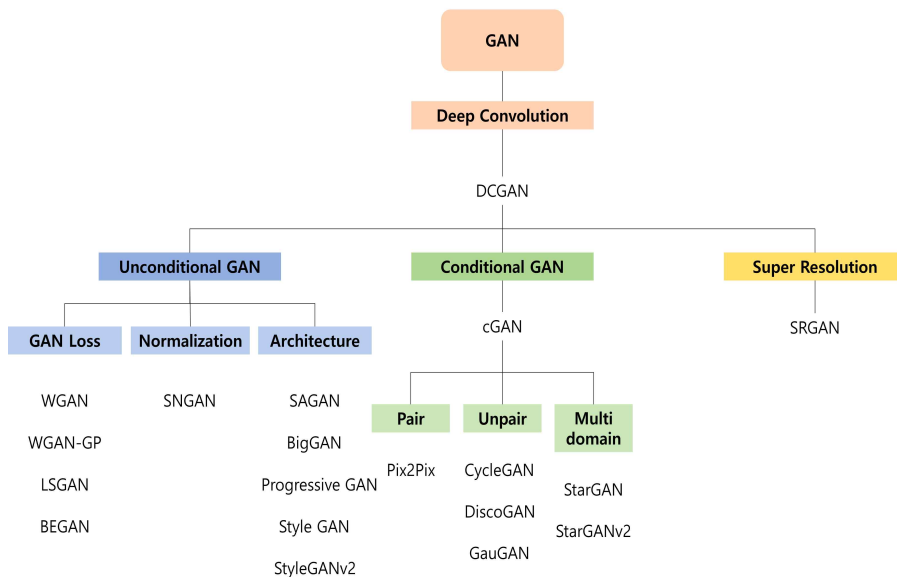 GAN
Deep Convolution
DCGAN
Unconditional GAN
Conditional GAN
Super Resolution
GAN Loss
Normalization
Architecture
cGAN
SRGAN
WGAN
WGAN-GP
LSGAN
BEGAN
SNGAN
SAGAN
BigGAN
Progressive GAN
Style GAN
StyleGANv2
Pair
Unpair
Multi
domain
Pix2Pix
CycleGAN
DiscoGAN
GauGAN
StarGAN
StarGANv2